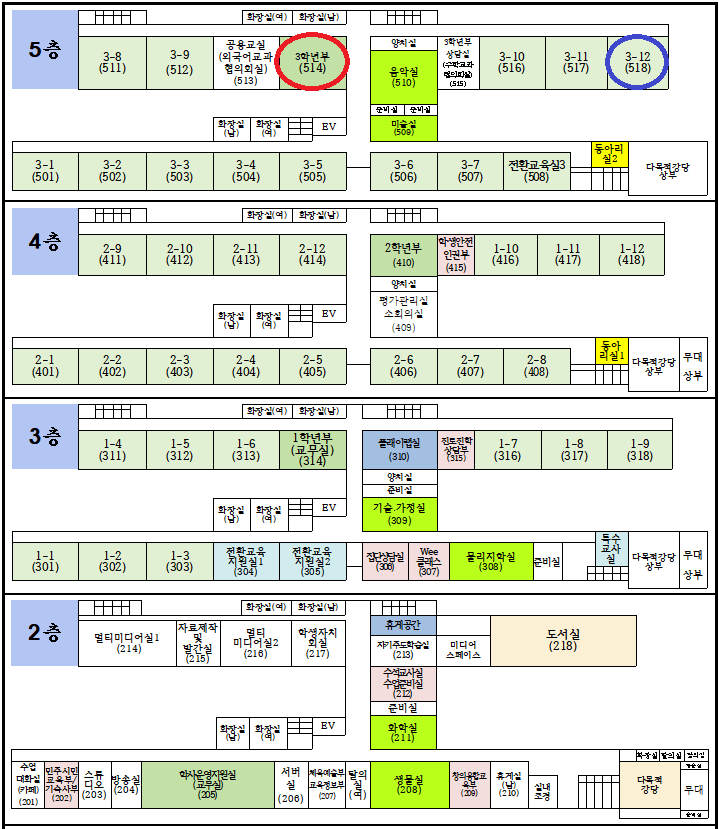 5층
화장실(여) 화장실(남)
3-8
(511)
3-9
(512)
공용교실
(외국어교과
협의회실)
(513)
3학년부
(514)
양치실
음악실
(510)
준비실 준비실
미술실
(509)
3학년부
상담실
(수학교과
협의회실)
(515)
3-10
(516)
3-11
(517)
3-12
(518)
화장실
(남)
화장실
(여)
EV
3-1
(501)
3-2
(502)
3-3
(503)
3-4
(504)
3-5
(505)
3-6
(506)
3-7
(507)
전환교육실3
(508)
동아리
실2
다목적강당
상부
4층
화장실(여) 화장실(남)
2-9
(411)
2-10
(412)
2-11
(413)
2-12
(414)
2학년부
(410)
양치실
평가관리실
소회의실
(409)
학생안전
인권부
(415)
1-10
(416)
1-11
(417)
1-12
(418)
화장실
(남)
화장실
(여)
EV
2-1
(401)
2-2
(402)
2-3
(403)
2-4
(404)
2-5
(405)
2-6
(406)
2-7
(407)
2-8
(408)
동아
리실1
다목적강당
상부
무대
상부
3층
화장실(여) 화장실(남)
1-4
(311)
1-5
(312)
1-6
(313)
1학년부
(교무실)
(314)
플레이랩실
(310)
양치실
준비실
기술.가정실
(309)
진로진학
상담부
(315)
1-7
(316)
1-8
(317)
1-9
(318)
화장실
(남)
화장실
(여)
EV
1-1
(301)
1-2
(302)
1-3
(303)
전환교육
지원실1
(304)
전환교육
지원실2
(305)
집단상담실
(306)
Wee
클래스
(307)
물리지학실
(308)
준비실
특수
교사
실
다목적강당
상부
무대
상부
2층
화장실(여) 화장실(남)
멀티미디어실1
(214)
자료제작
및
발간실
(215)
멀티
미디어실2
(216)
학생자치
회실
(217)
휴게공간
자기주도학습실
(213)
수석교사실
수업준비실
(212)
준비실
화학실
(211)
미디어
스페이스
도서실
(218)
화장실
(남)
화장실
(여)
EV
수업
대화실
(카페)
(201)
민주시민
교육부/
기숙사부
(202)
스튜
디오
(203)
방송실
(204)
학사운영지원실
(교무실)
(205)
서버
실
(206)
체육예술부
교육정보부
(207)
탈의
실
(여)
생물실
(208)
창의융합교
육부
(209)
휴게실
(남)
(210)
실내
조경
화장실 탈의실
다목적
강당
무대